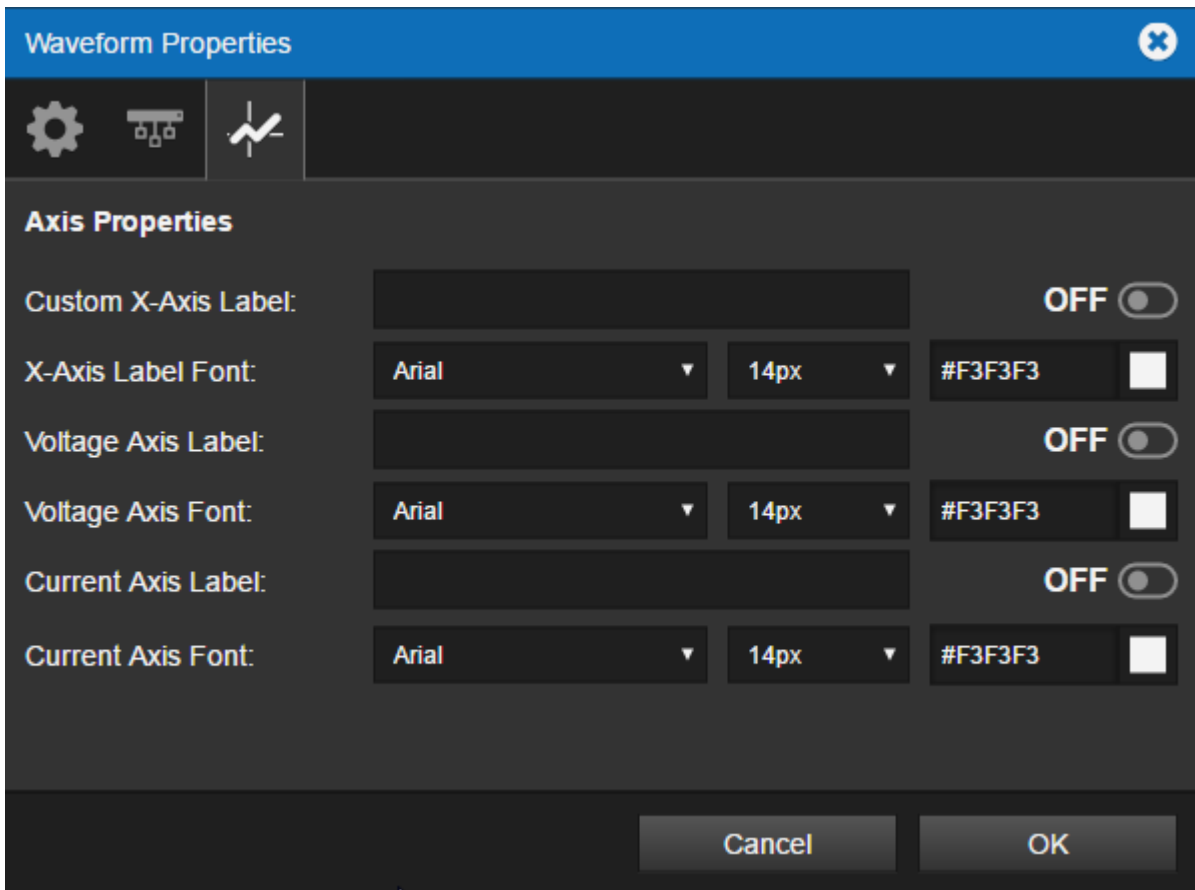 Waveform Properties
Axis Properties
Custom X-Axis Label: OFF
X-Axis Label Font: Arial 14px #F3F3F3
Voltage Axis Label: OFF
Voltage Axis Font: Arial 14px #F3F3F3
Current Axis Label: OFF
Current Axis Font: Arial 14px #F3F3F3
Cancel OK